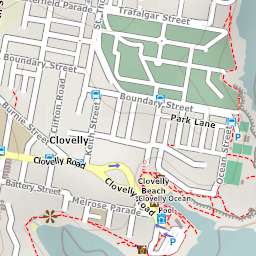 Trafalgar Street
Boundary Street
Boundary Street
Park Lane
Clifton Road
Keith Street
Burnie Street
Clovelly
Ocean Street
Clovelly Road
Battery Street
Clovelly Road
Melrose Parade
Clovelly
Beach
Clovelly Ocean
Pool
P
P